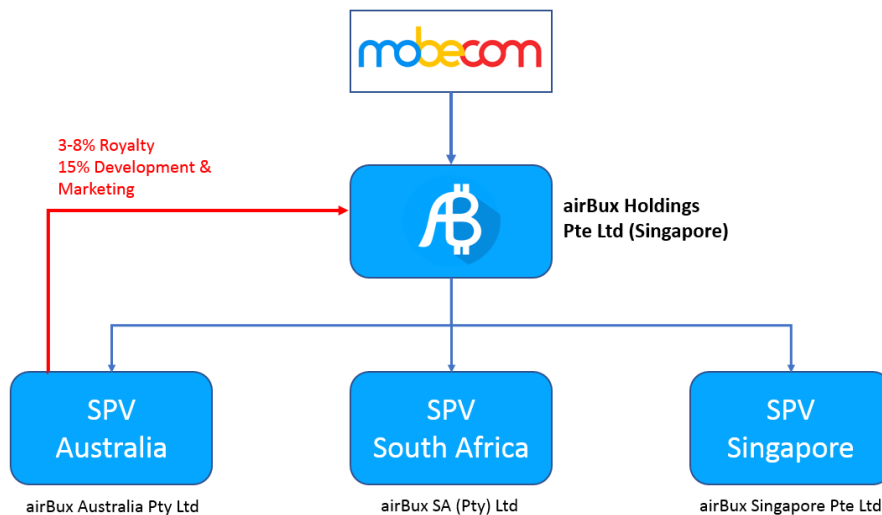 mobecom
3-8% Royalty
15% Development &
Marketing
airBux Holdings
Pte Ltd (Singapore)
SPV
Australia
SPV
South Africa
SPV
Singapore
airBux Australia Pty Ltd
airBux SA (Pty) Ltd
airBux Singapore Pte Ltd